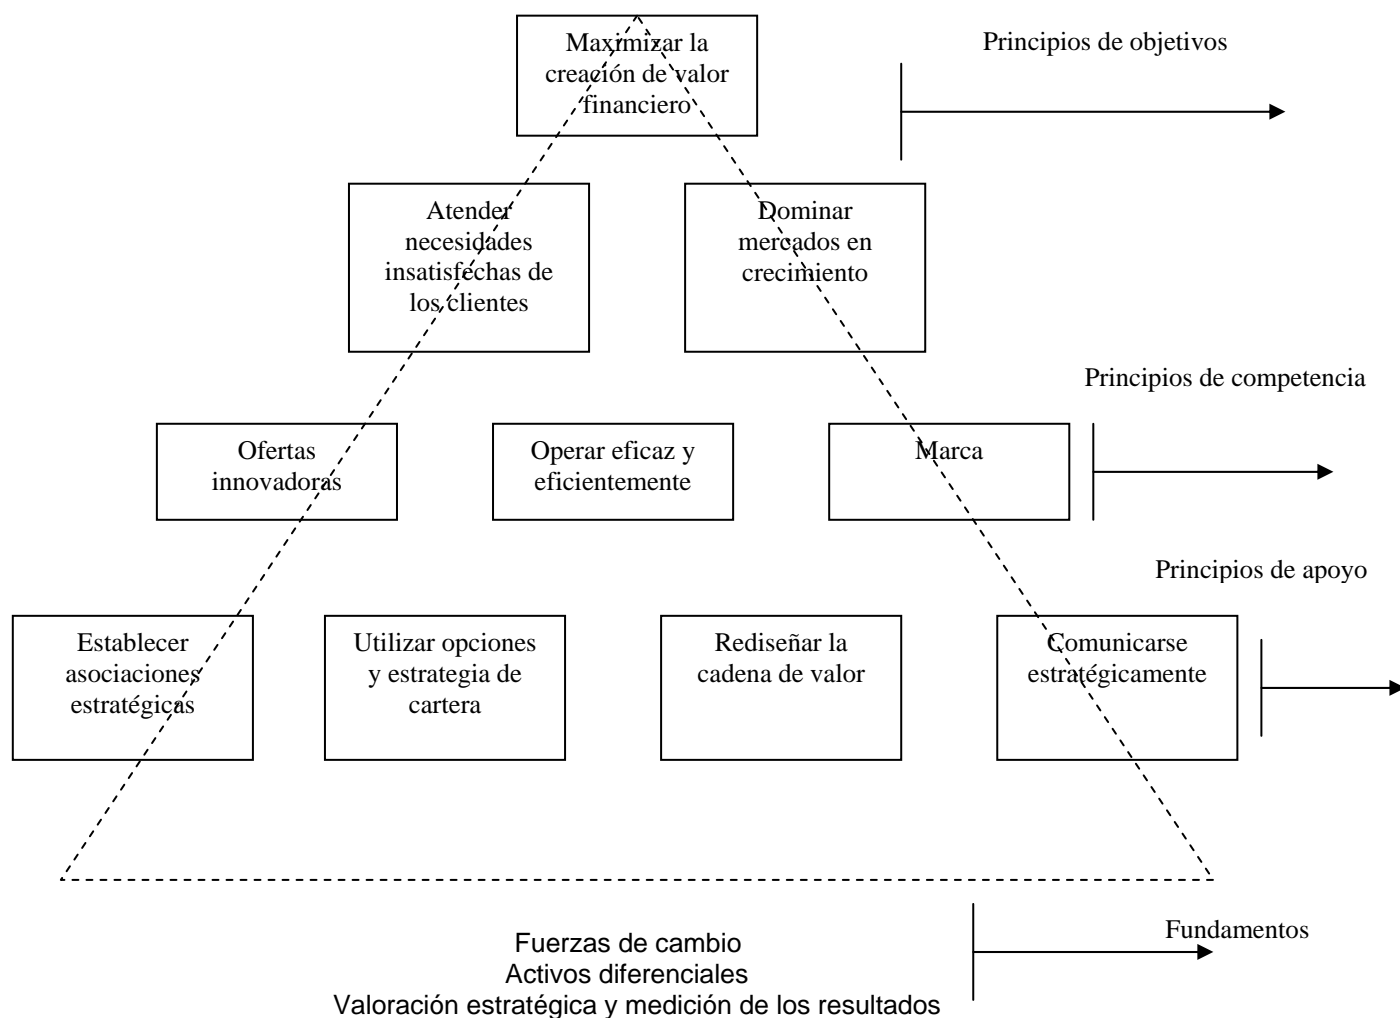 Maximizar la
creación de valor
financiero
Principios de objetivos
Atender
necesidades
insatisfechas de
los clientes
Dominar
mercados en
crecimiento
Principios de competencia
Ofertas
innovadoras
Operar eficaz y
eficientemente
Marca
Principios de apoyo
Establecer
asociaciones
estratégicas
Utilizar opciones
y estrategia de
cartera
Rediseñar la
cadena de valor
Comunicarse
estratégicamente
Fundamentos
Fuerzas de cambio
Activos diferenciales
Valoración estratégica y medición de los resultados